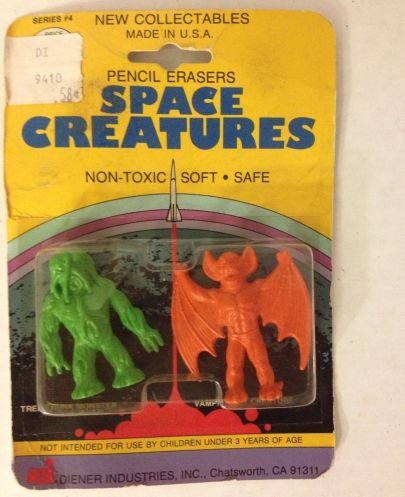 SERIES #4
NEW COLLECTABLES
MADE IN U.S.A.
PRICE
DI
9410
.58¢
PENCIL ERASERS
SPACE
CREATURES
NON-TOXIC • SOFT • SAFE
NOT INTENDED FOR USE BY CHILDREN UNDER 3 YEARS OF AGE
DIENER INDUSTRIES, INC., Chatsworth, CA 91311